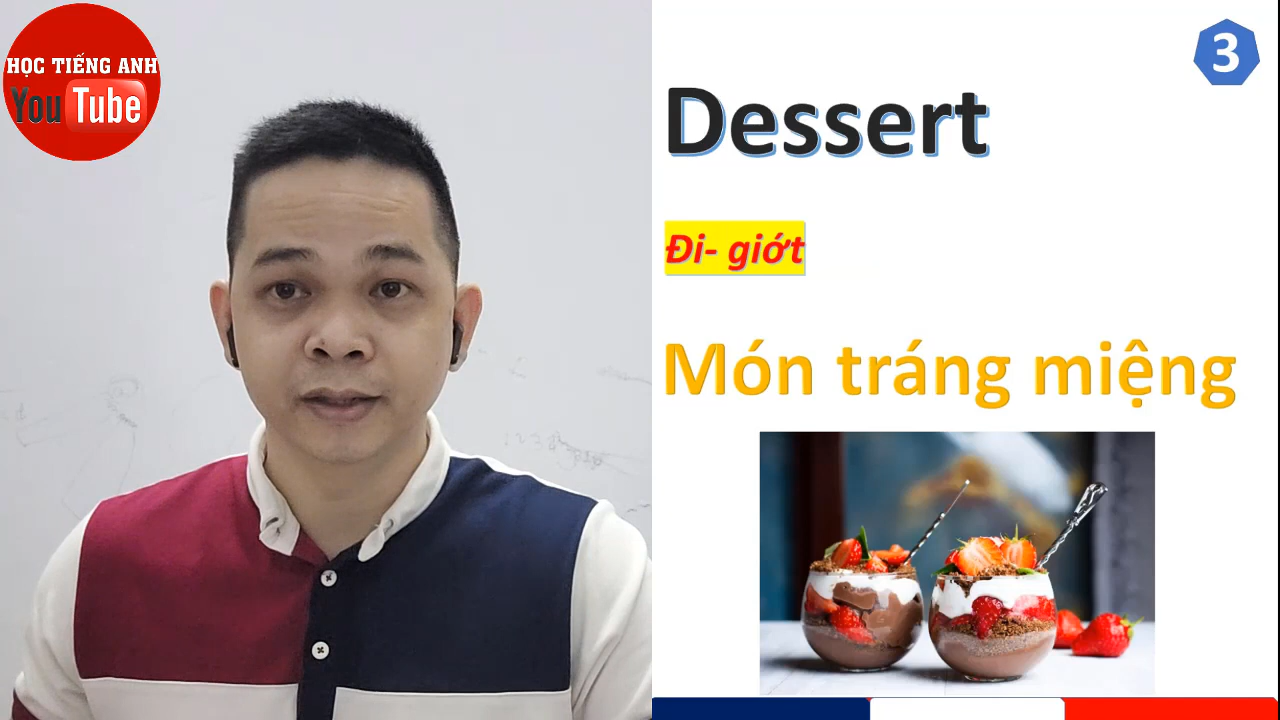 HỌC TIẾNG ANH
YouTube
3
Dessert
Đi- giớt
Món tráng miệng